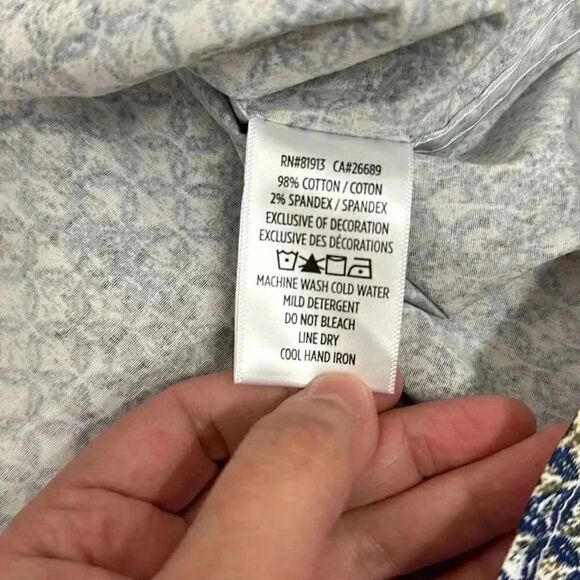 RN#81913 CA#26689
98% COTTON / COTON
2% SPANDEX / SPANDEX
EXCLUSIVE OF DECORATION
EXCLUSIVE DES DÉCORATIONS
MACHINE WASH COLD WATER
MILD DETERGENT
DO NOT BLEACH
LINE DRY
COOL HAND IRON